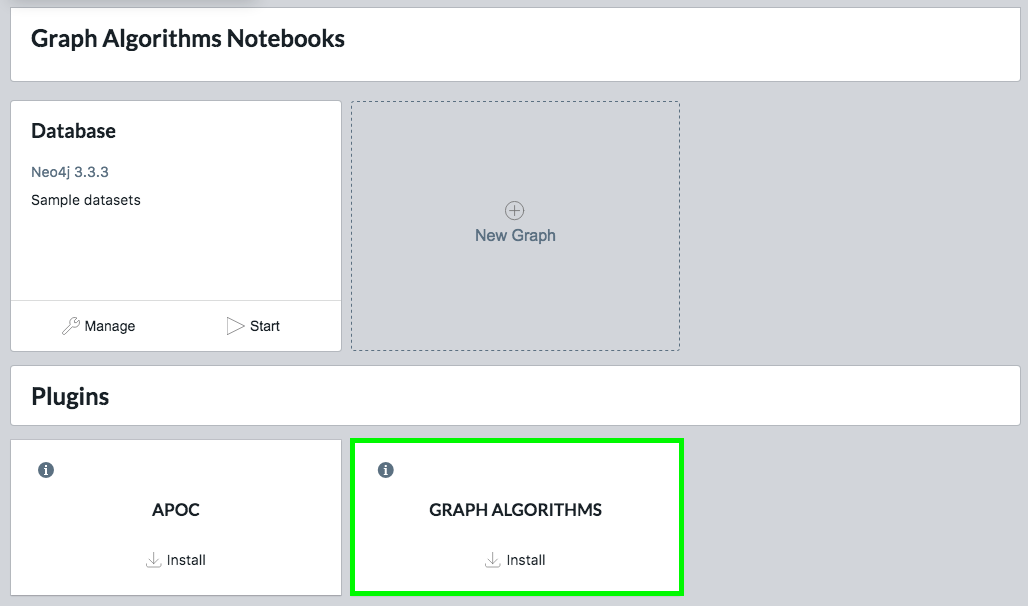 Graph Algorithms Notebooks
Database
Neo4j 3.3.3
Sample datasets
Manage
Start
New Graph
Plugins
APOC
Install
GRAPH ALGORITHMS
Install